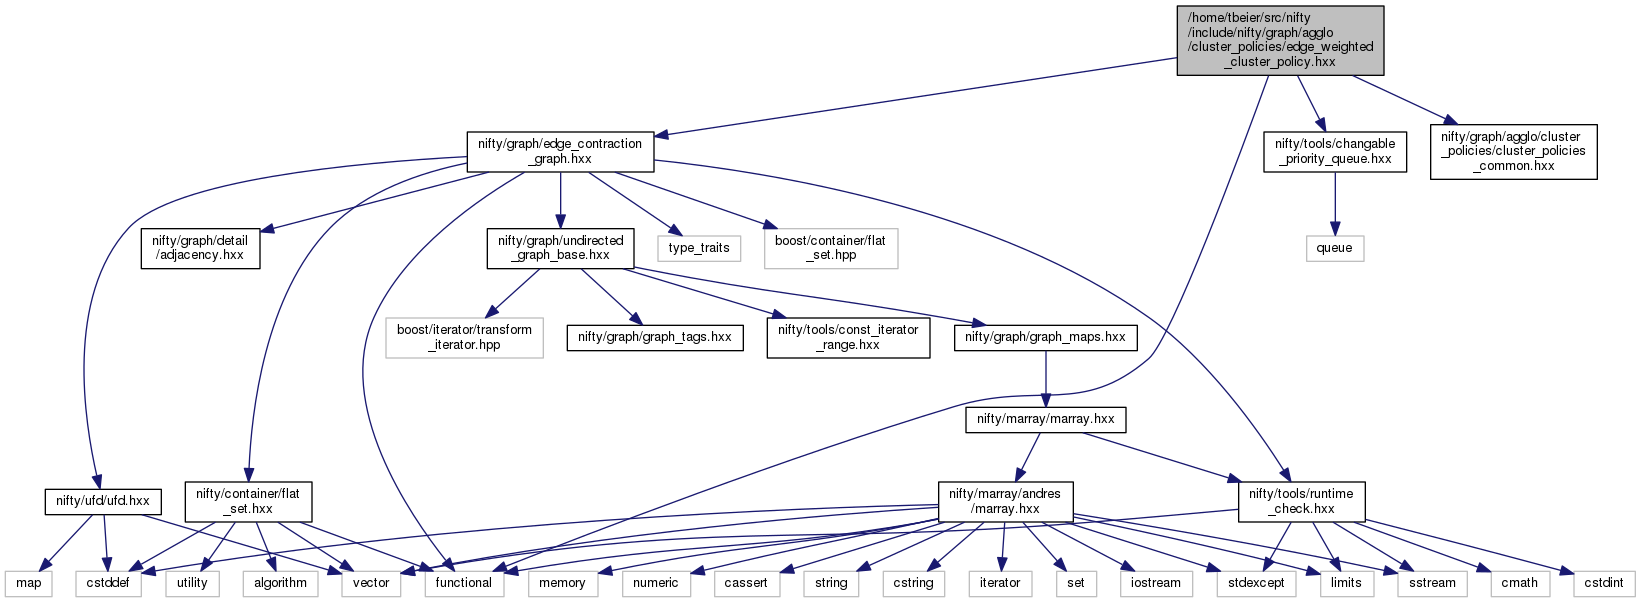 /home/tbeier/src/nifty
/include/nifty/graph/agglo
/cluster_policies/edge_weighted
_cluster_policy.hxx
nifty/graph/edge_contraction
_graph.hxx
nifty/tools/changable
_priority_queue.hxx
nifty/graph/agglo/cluster
_policies/cluster_policies
_common.hxx
nifty/graph/detail
/adjacency.hxx
nifty/graph/undirected
_graph_base.hxx
type_traits
boost/container/flat
_set.hpp
queue
boost/iterator/transform
_iterator.hpp
nifty/graph/graph_tags.hxx
nifty/tools/const_iterator
_range.hxx
nifty/graph/graph_maps.hxx
nifty/marray/marray.hxx
nifty/ufd/ufd.hxx
nifty/container/flat
_set.hxx
nifty/marray/andres
/marray.hxx
nifty/tools/runtime
_check.hxx
map
cstddef
utility
algorithm
vector
functional
memory
numeric
cassert
string
cstring
iterator
set
iostream
stdexcept
limits
sstream
cmath
cstdint